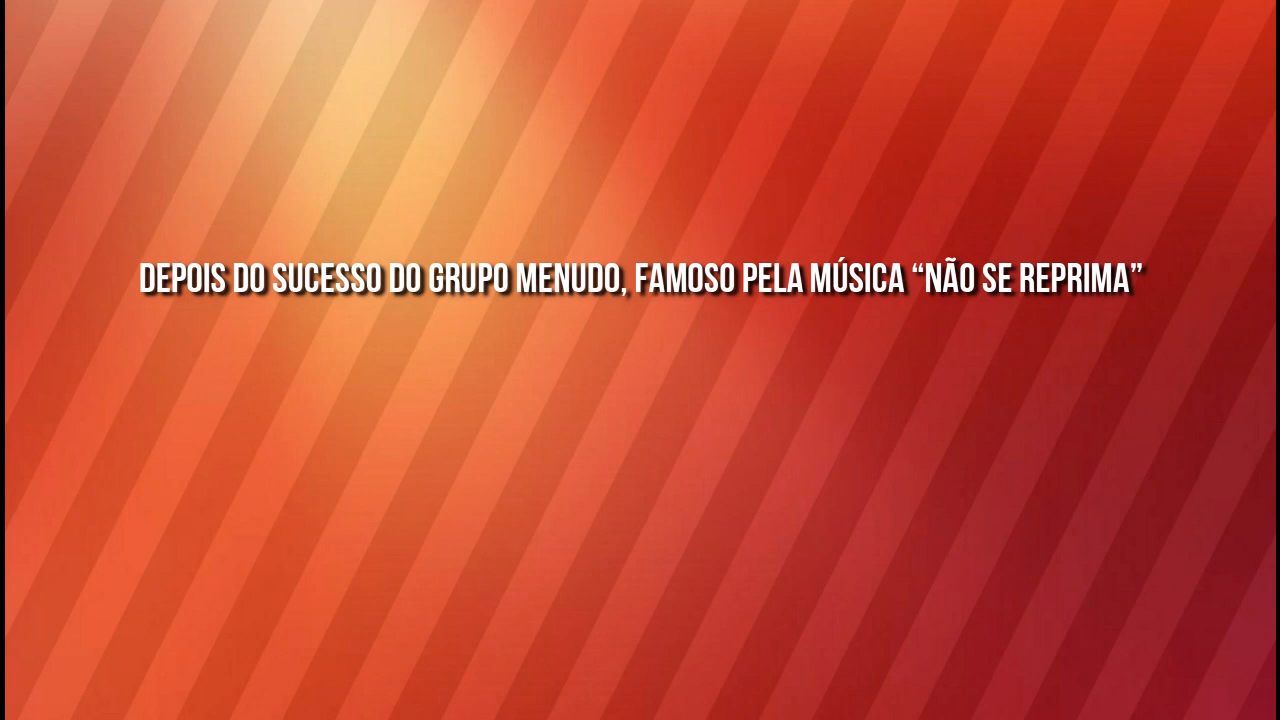 DEPOIS DO SUCESSO DO GRUPO MENUDO, FAMOSO PELA MÚSICA “NÃO SE REPRIMA”